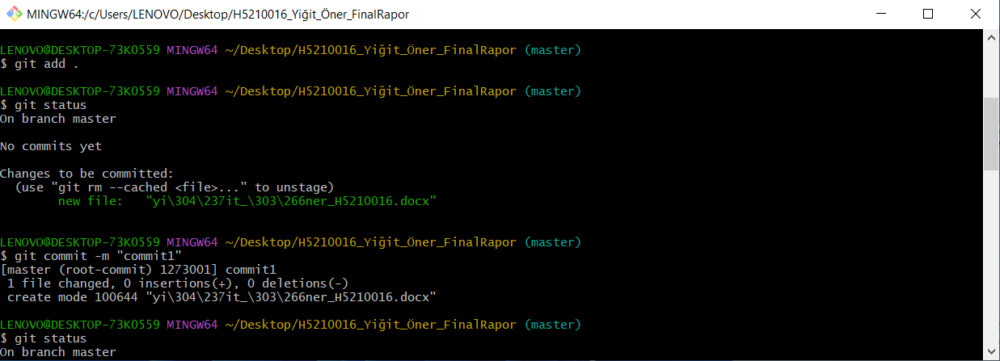 MINGW64:/c/Users/LENOVO/Desktop/H5210016_Yiğit_Öner_FinalRapor
LENOVO@DESKTOP-73K0559 MINGW64 ~/Desktop/H5210016_Yiğit_Öner_FinalRapor (master)
$ git add .
LENOVO@DESKTOP-73K0559 MINGW64 ~/Desktop/H5210016_Yiğit_Öner_FinalRapor (master)
$ git status
On branch master
No commits yet
Changes to be committed:
  (use "git rm --cached <file>..." to unstage)
        new file:   "yi\304\237it_\303\266ner_H5210016.docx"
LENOVO@DESKTOP-73K0559 MINGW64 ~/Desktop/H5210016_Yiğit_Öner_FinalRapor (master)
$ git commit -m "commit1"
[master (root-commit) 1273001] commit1
 1 file changed, 0 insertions(+), 0 deletions(-)
 create mode 100644 "yi\304\237it_\303\266ner_H5210016.docx"
LENOVO@DESKTOP-73K0559 MINGW64 ~/Desktop/H5210016_Yiğit_Öner_FinalRapor (master)
$ git status
On branch master